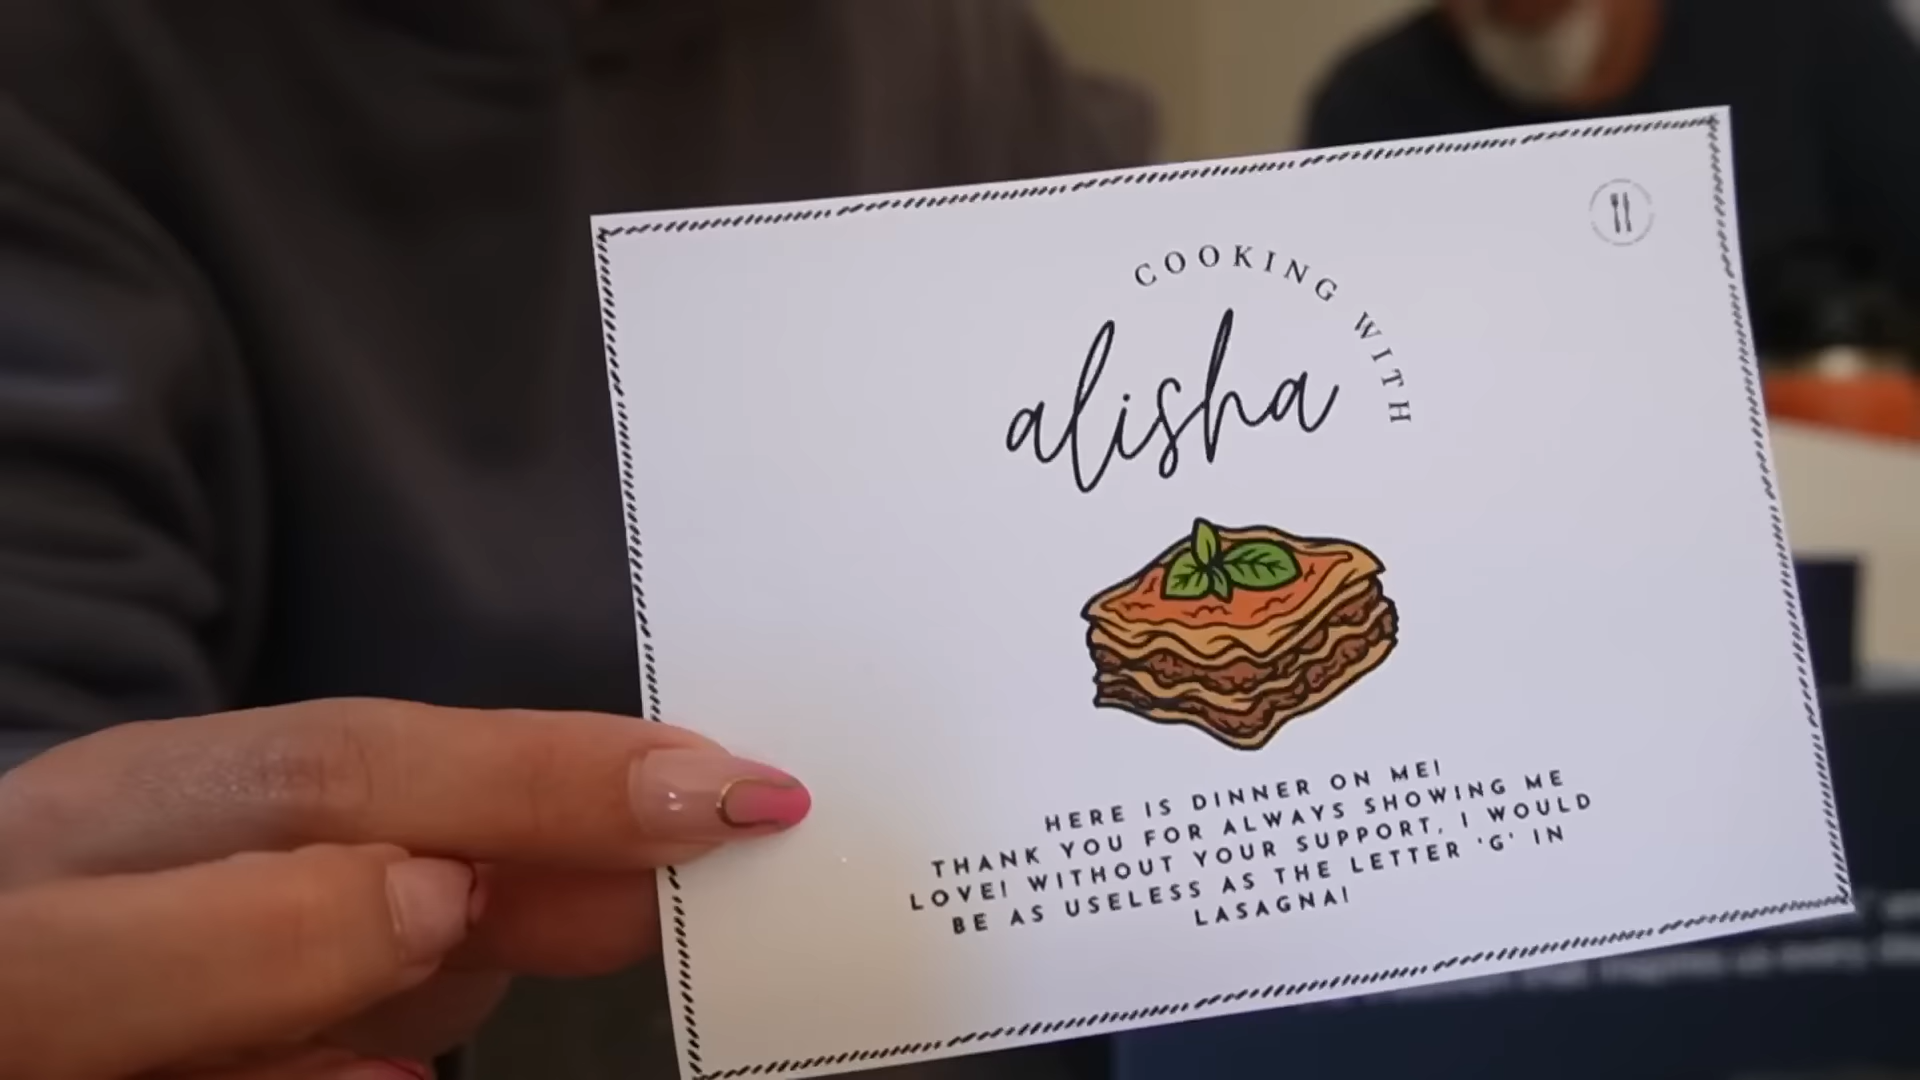 COOKING WITH
alisha
HERE IS DINNER ON ME!
THANK YOU FOR ALWAYS SHOWING ME
LOVE! WITHOUT YOUR SUPPORT, I WOULD
BE AS USELESS AS THE LETTER 'G' IN
LASAGNA!